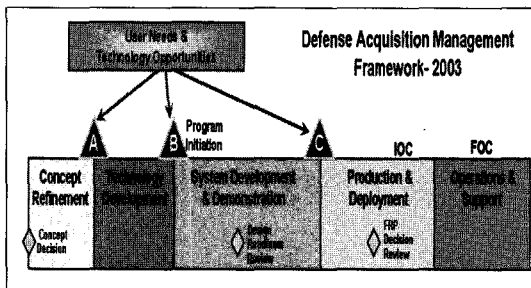 User Needs &
Technology Opportunities
Defense Acquisition Management
Framework- 2003
A
B
Program
Initiation
C
IOC
FOC
Concept
Refinement
Technology
Development
System Development
& Demonstration
Production &
Deployment
Operations &
Support
Concept
Decision
Design
Readiness
Review
FRP
Decision
Review